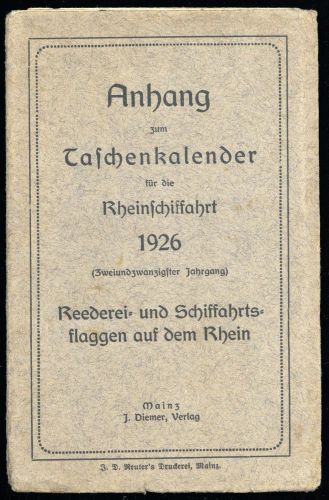 Anhang
zum
Taschenkalender
für die
Rheinschiffahrt
1926
(Zweiundzwanzigster Jahrgang)
Reederei- und Schiffahrts-
flaggen auf dem Rhein
Mainz
J. Diemer, Verlag
J. D. Reuter's Druckerei, Mainz.